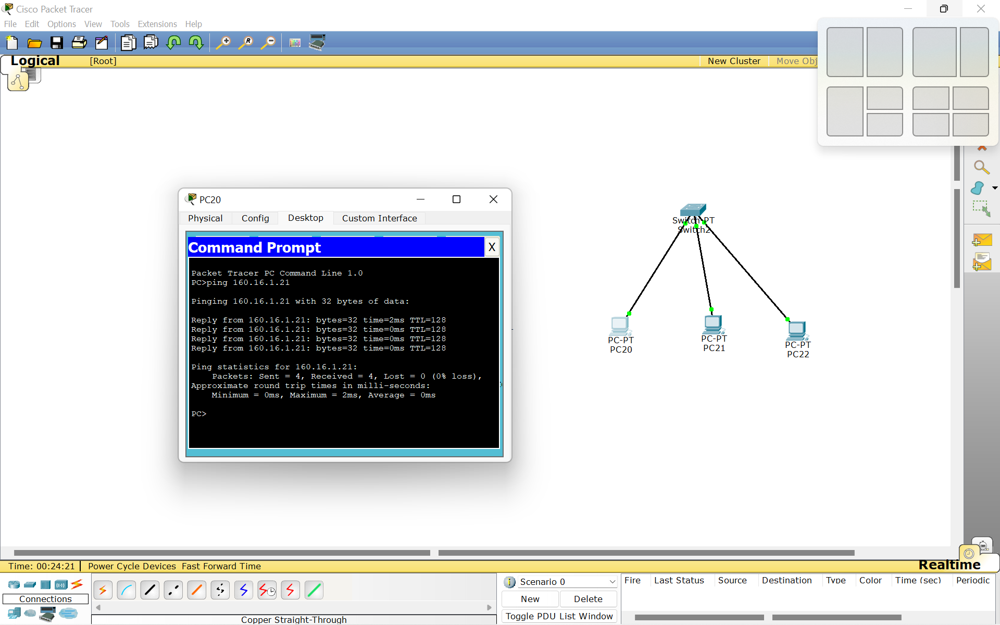 Cisco Packet Tracer
File Edit Options View Tools Extensions Help
Logical [Root] New Cluster Move Obj
PC20
Physical Config Desktop Custom Interface
Command Prompt X
Packet Tracer PC Command Line 1.0
PC>ping 160.16.1.21
Pinging 160.16.1.21 with 32 bytes of data:
Reply from 160.16.1.21: bytes=32 time=2ms TTL=128
Reply from 160.16.1.21: bytes=32 time=0ms TTL=128
Reply from 160.16.1.21: bytes=32 time=0ms TTL=128
Reply from 160.16.1.21: bytes=32 time=0ms TTL=128
Ping statistics for 160.16.1.21:
Packets: Sent = 4, Received = 4, Lost = 0 (0% loss),
Approximate round trip times in milli-seconds:
Minimum = 0ms, Maximum = 2ms, Average = 0ms
PC>
Switch-PT
Switch2
PC-PT
PC20
PC-PT
PC21
PC-PT
PC22
Time: 00:24:21 Power Cycle Devices Fast Forward Time
Realtime
Connections
Copper Straight-Through
Scenario 0
New Delete
Toggle PDU List Window
Fire Last Status Source Destination Type Color Time (sec) Periodic